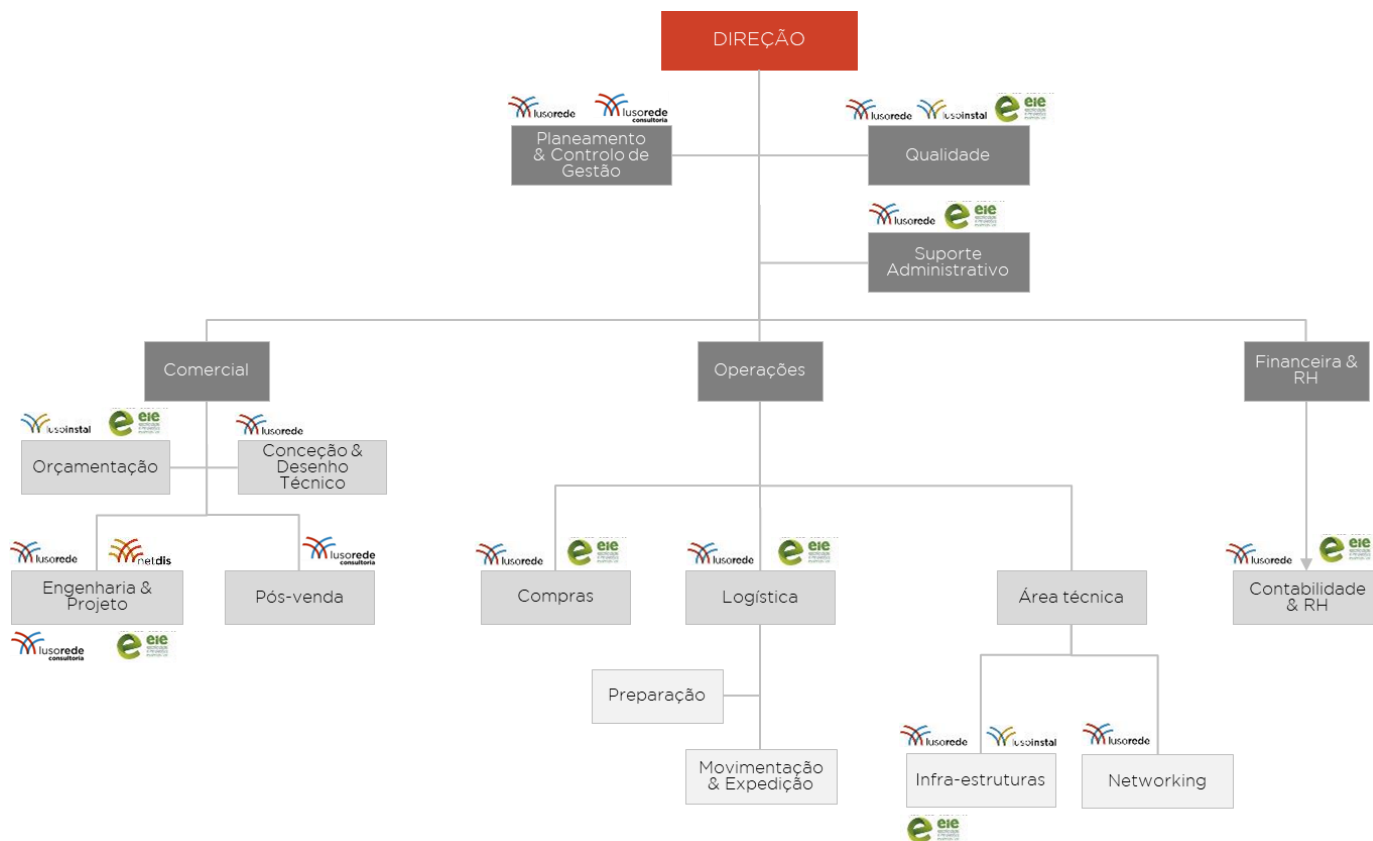 DIREÇÃO
lusorede
lusorede
consultoria
lusorede
lusoinstal
eie
Planeamento
& Controlo de
Gestão
Qualidade
lusorede
eie
Suporte
Administrativo
Comercial
Operações
Financeira &
RH
lusoinstal
eie
lusorede
Orçamentação
Conceção &
Desenho
Técnico
lusorede
netdis
lusorede
consultoria
lusorede
eie
lusorede
eie
lusorede
eie
Engenharia &
Projeto
Pós-venda
Compras
Logística
Área técnica
Contabilidade
& RH
lusorede
consultoria
eie
Preparação
lusorede
lusoinstal
lusorede
Movimentação
& Expedição
Infra-estruturas
Networking
eie